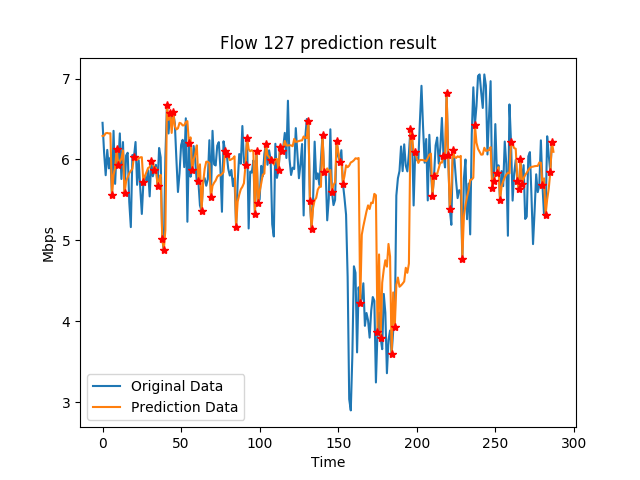 Flow 127 prediction result
7
6
5
4
3
Mbps
Original Data
Prediction Data
0 50 100 150 200 250 300
Time